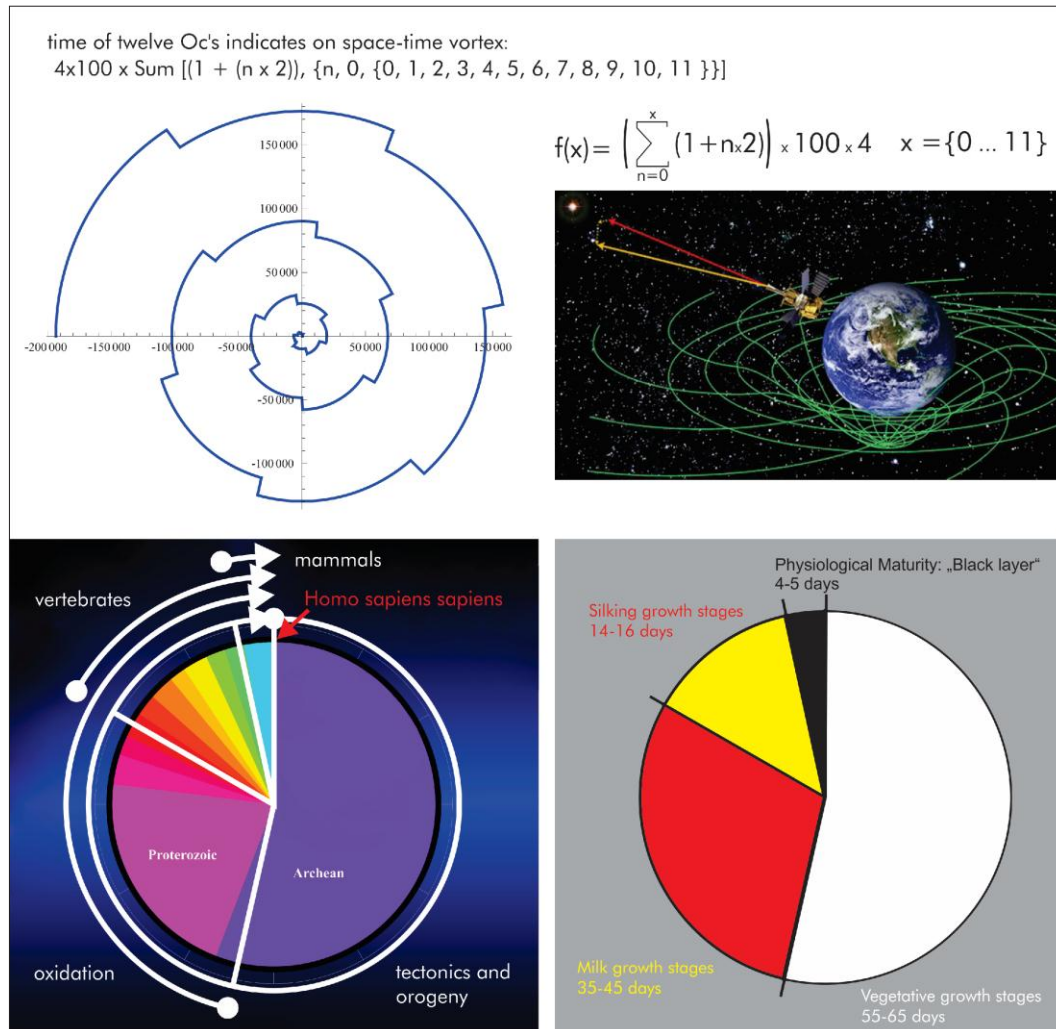 time of twelve Oc's indicates on space-time vortex:
4x100 x Sum [(1 + (n x 2)), {n, 0, {0, 1, 2, 3, 4, 5, 6, 7, 8, 9, 10, 11 }}]
150 000
100 000
50 000
-200 000
-150 000
-100 000
-50 000
50 000
100 000
150 000
-50 000
-100 000
x
f(x)= ( ∑ (1+nx2) ) x 100 x 4 x = {0 ... 11}
n=0
mammals
vertebrates
Homo sapiens sapiens
Proterozoic
Archean
oxidation
tectonics and
orogeny
Physiological Maturity: „Black layer“
4-5 days
Silking growth stages
14-16 days
Milk growth stages
35-45 days
Vegetative growth stages
55-65 days